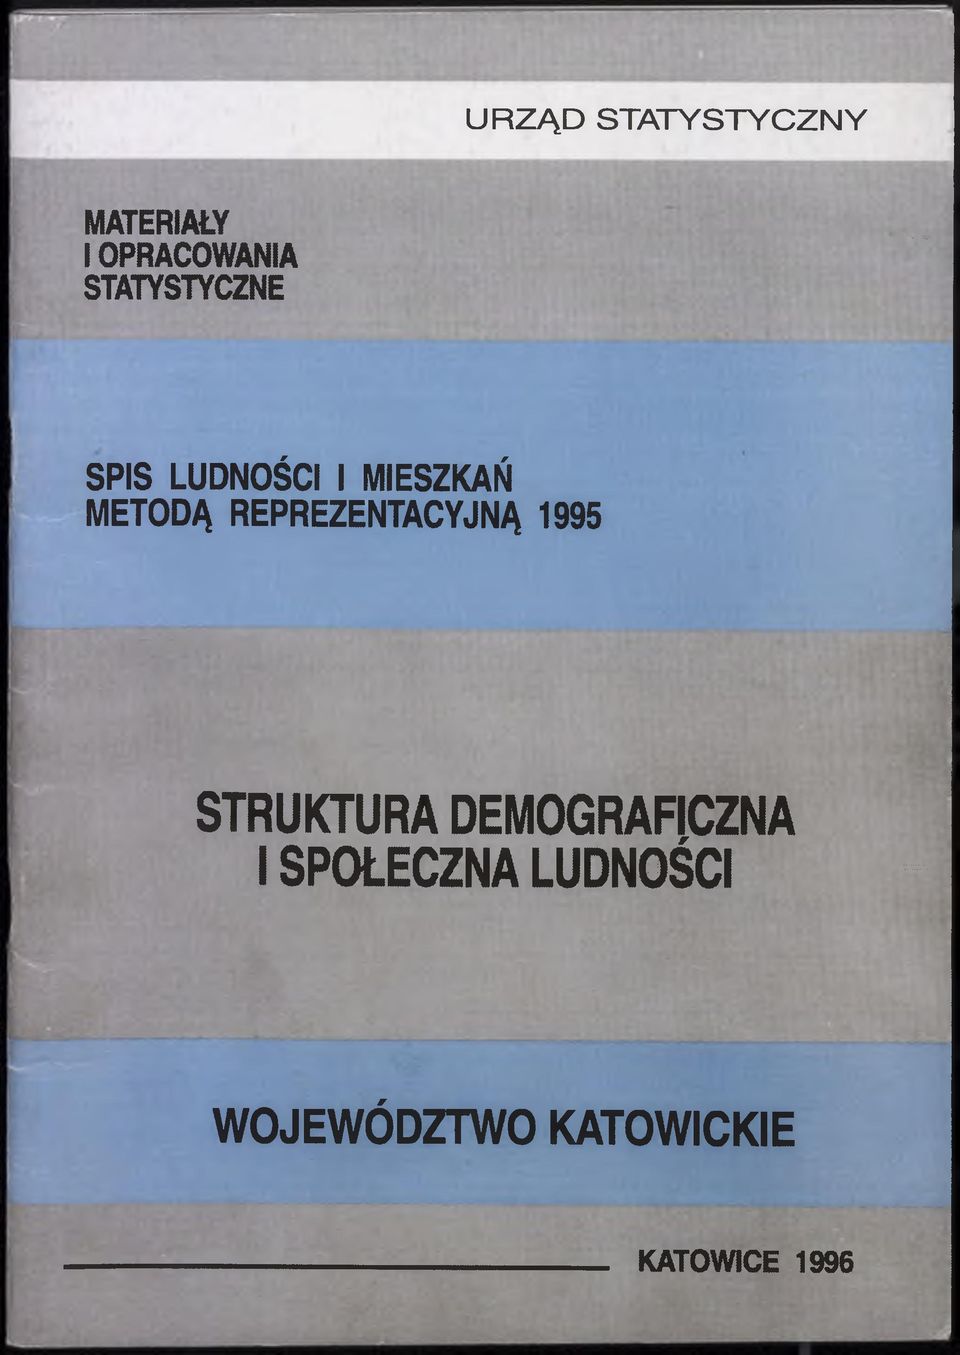 URZĄD STATYSTYCZNY
MATERIAŁY
I OPRACOWANIA
STATYSTYCZNE
SPIS LUDNOŚCI I MIESZKAŃ
METODĄ REPREZENTACYJNĄ 1995
STRUKTURA DEMOGRAFICZNA
I SPOŁECZNA LUDNOŚCI
WOJEWÓDZTWO KATOWICKIE
KATOWICE 1996